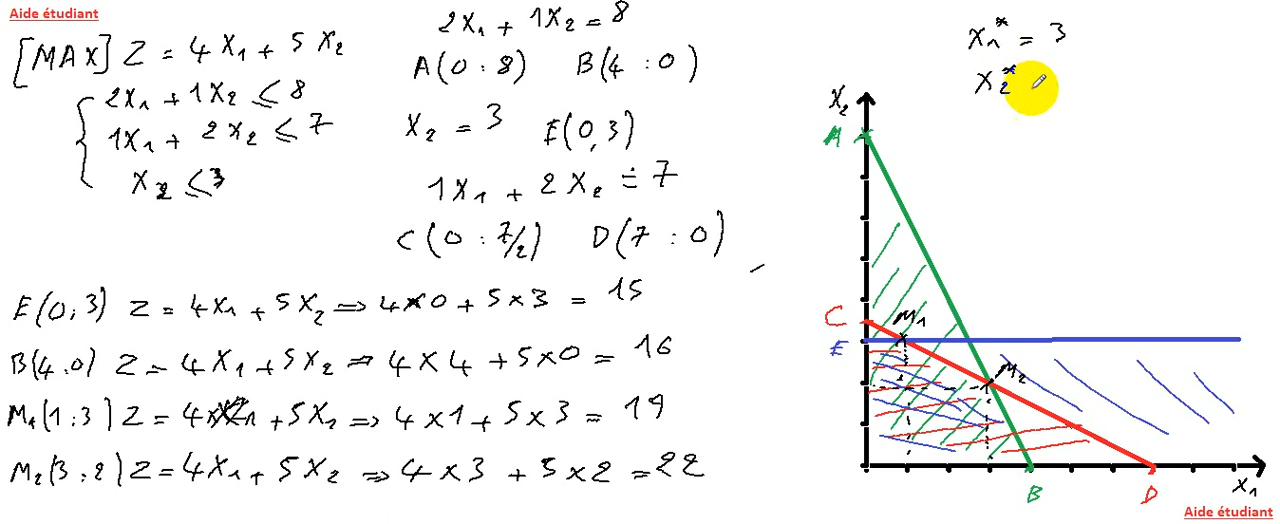 Aide étudiant
[MAX] Z = 4 X1 + 5 X2
2X1 + 1X2 ≤ 8
1X1 + 2X2 ≤ 7
X2 ≤ 3
2X1 + 1X2 = 8
A(0 : 8) B(4 : 0)
X2 = 3 E(0,3)
1X1 + 2X2 = 7
C(0 : 7/2) D(7 : 0)
E(0; 3) Z = 4X1 + 5X2 ⇒ 4×0 + 5×3 = 15
B(4:0) Z = 4X1 + 5X2 ⇒ 4×4 + 5×0 = 16
M1(1:3) Z = 4X1 + 5X2 ⇒ 4×1 + 5×3 = 19
M2(3:2) Z = 4X1 + 5X2 ⇒ 4×3 + 5×2 = 22
X1* = 3
X2*
X2
A
C
M1
E
M2
B
D
X1
Aide étudiant